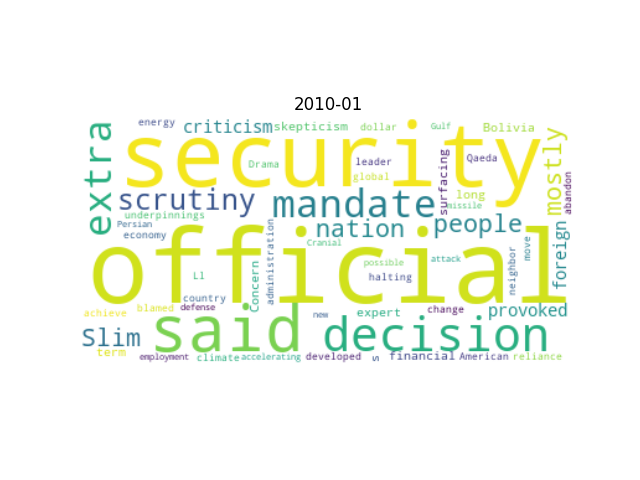 2010-01
energy criticism skepticism dollar Gulf Bolivia
extra security mostly
Drama leader Qaeda
global surfacing abandon
scrutiny mandate long
missile
underpinnings nation people
Persian
economy administration Cranial foreign
official
Concern possible attack neighbor move
Ll halting
country
achieve blamed defense new expert change provoked
Slim said decision
term
employment climate accelerating developed s financial American reliance